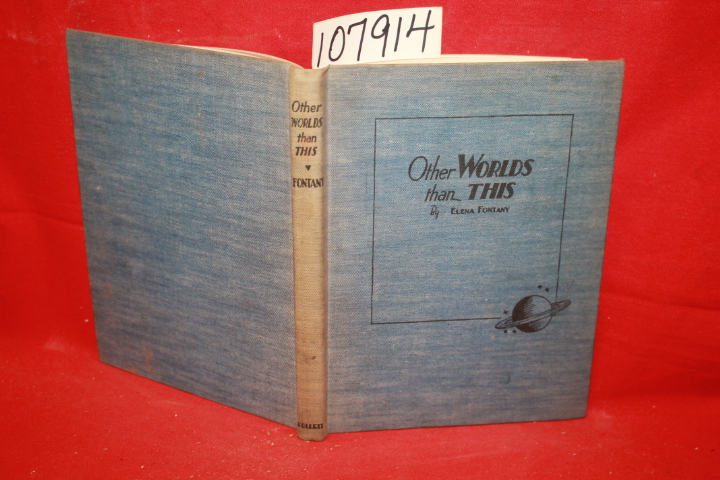 107914
Other
WORLDS
than
THIS
FONTANY
Other WORLDS
than THIS
By ELENA FONTANY